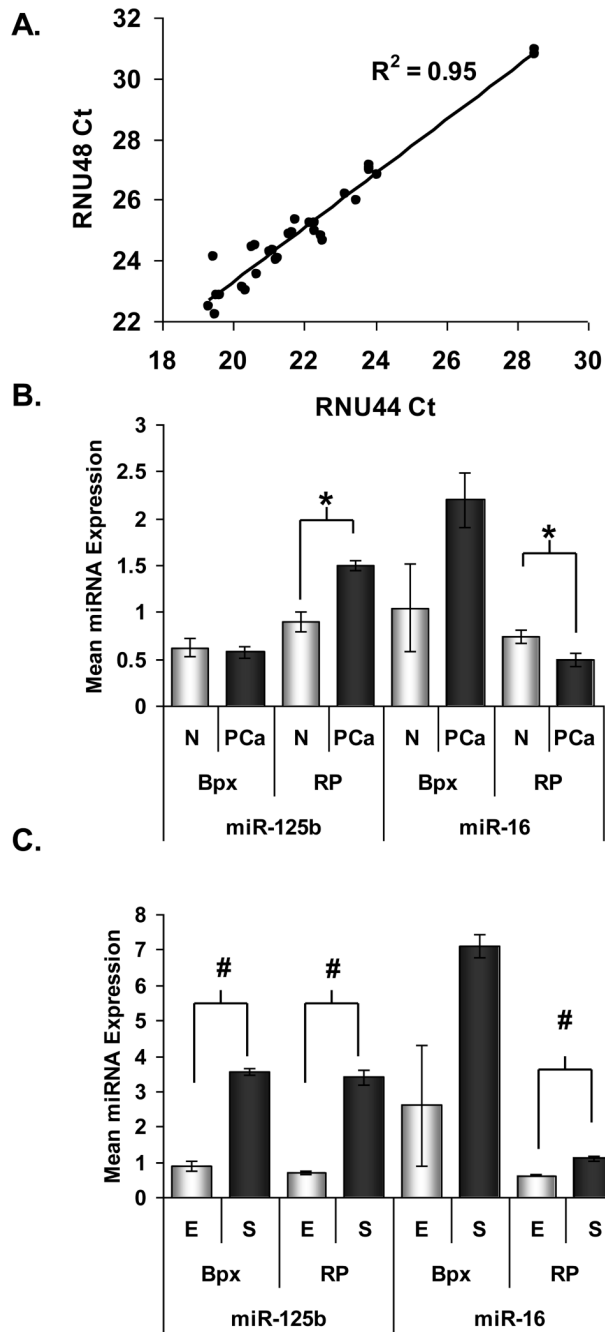 A.
32
30
28
26
24
22
RNU48 Ct
R² = 0.95
18 20 22 24 26 28 30
RNU44 Ct
B.
3
2.5
2
1.5
1
0.5
0
Mean miRNA Expression
* *
N PCa N PCa N PCa N PCa
Bpx RP Bpx RP
miR-125b miR-16
C.
8
7
6
5
4
3
2
1
0
Mean miRNA Expression
# # #
E S E S E S E S
Bpx RP Bpx RP
miR-125b miR-16